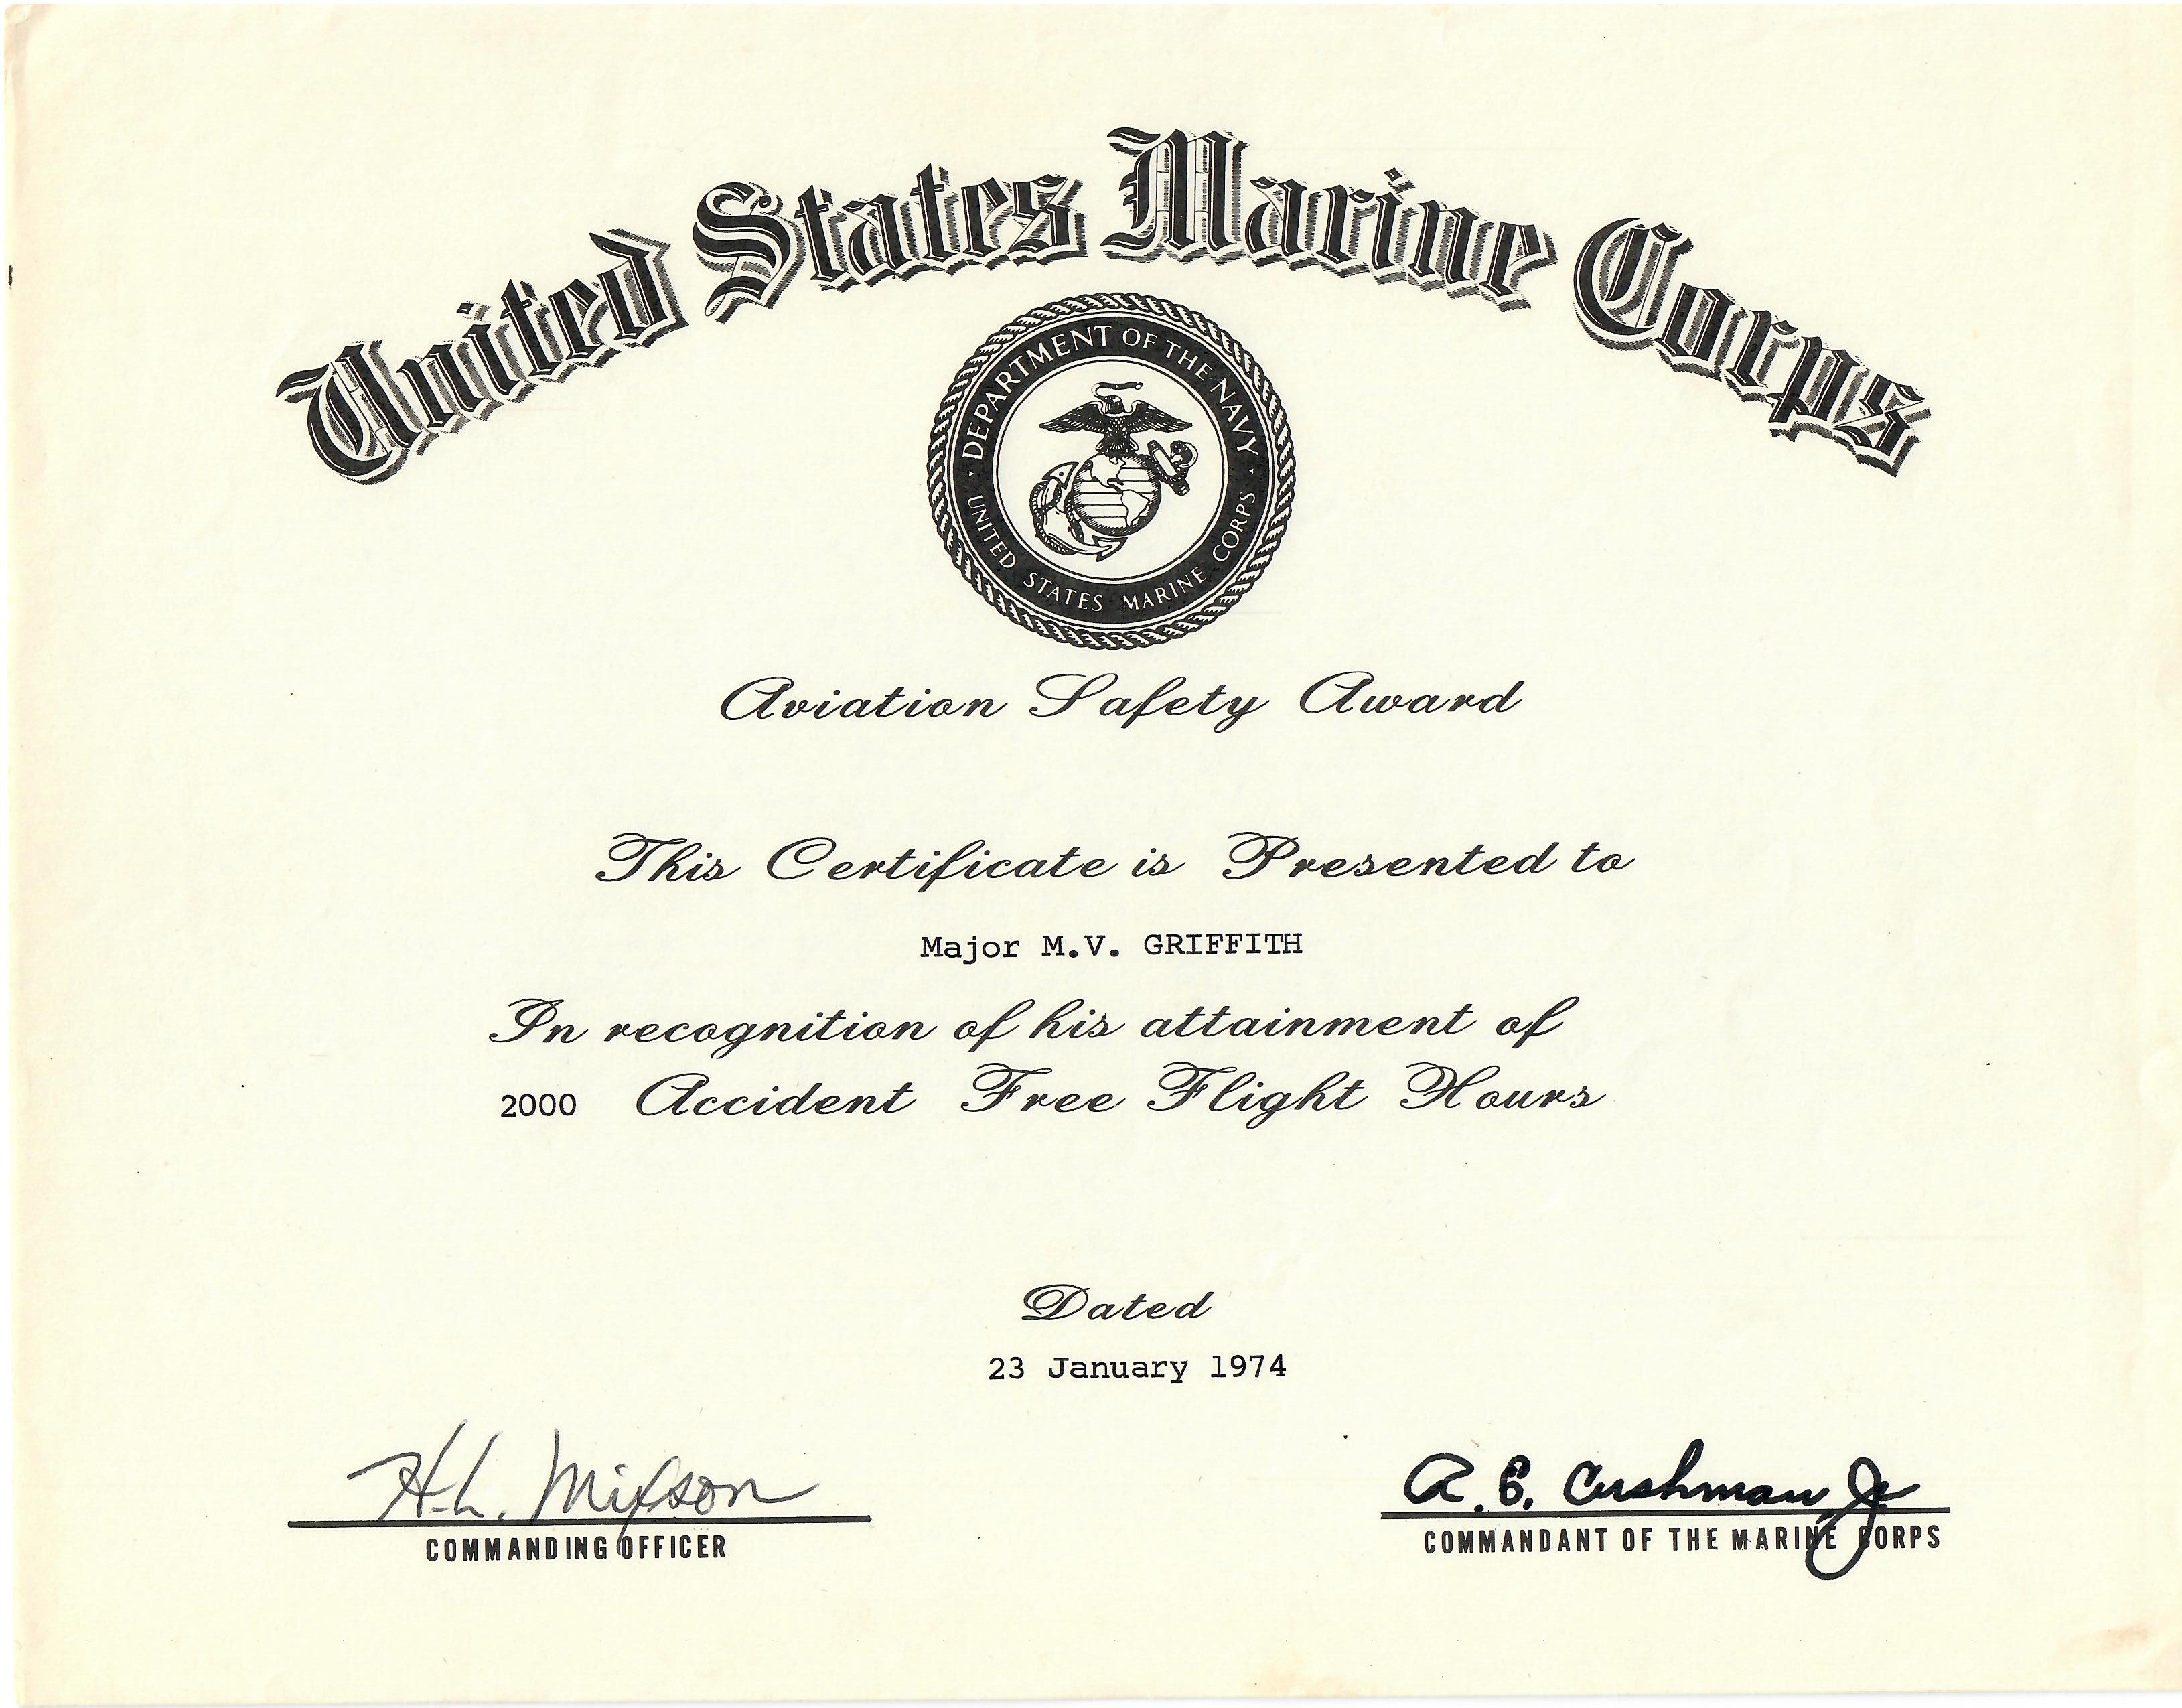 United States Marine Corps
DEPARTMENT OF THE NAVY
UNITED STATES MARINE CORPS
Aviation Safety Award
This Certificate is Presented to
Major M.V. GRIFFITH
In recognition of his attainment of
2000 Accident Free Flight Hours
Dated
23 January 1974
H.L. Mixson
COMMANDING OFFICER
R. E. Cushman Jr
COMMANDANT OF THE MARINE CORPS